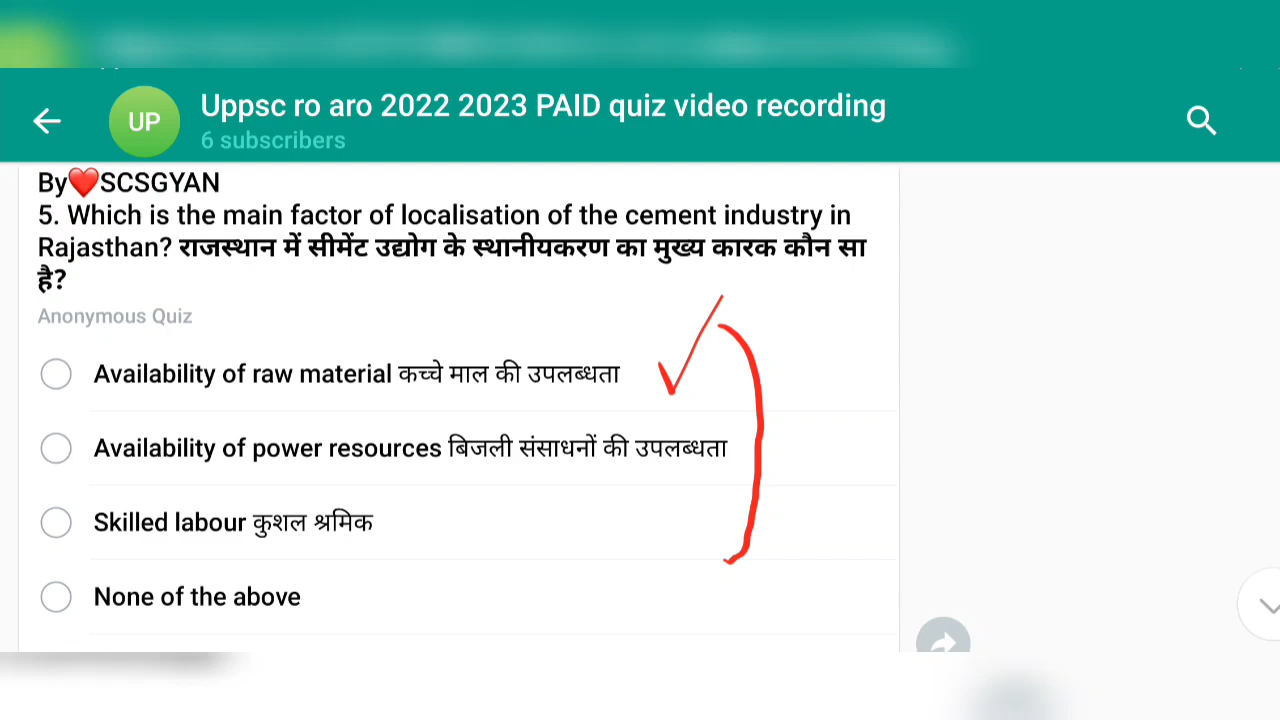 UP
Uppsc ro aro 2022 2023 PAID quiz video recording
6 subscribers
By❤️SCSGYAN
5. Which is the main factor of localisation of the cement industry in
Rajasthan? राजस्थान में सीमेंट उद्योग के स्थानीयकरण का मुख्य कारक कौन सा
है?
Anonymous Quiz
Availability of raw material कच्चे माल की उपलब्धता
Availability of power resources बिजली संसाधनों की उपलब्धता
Skilled labour कुशल श्रमिक
None of the above